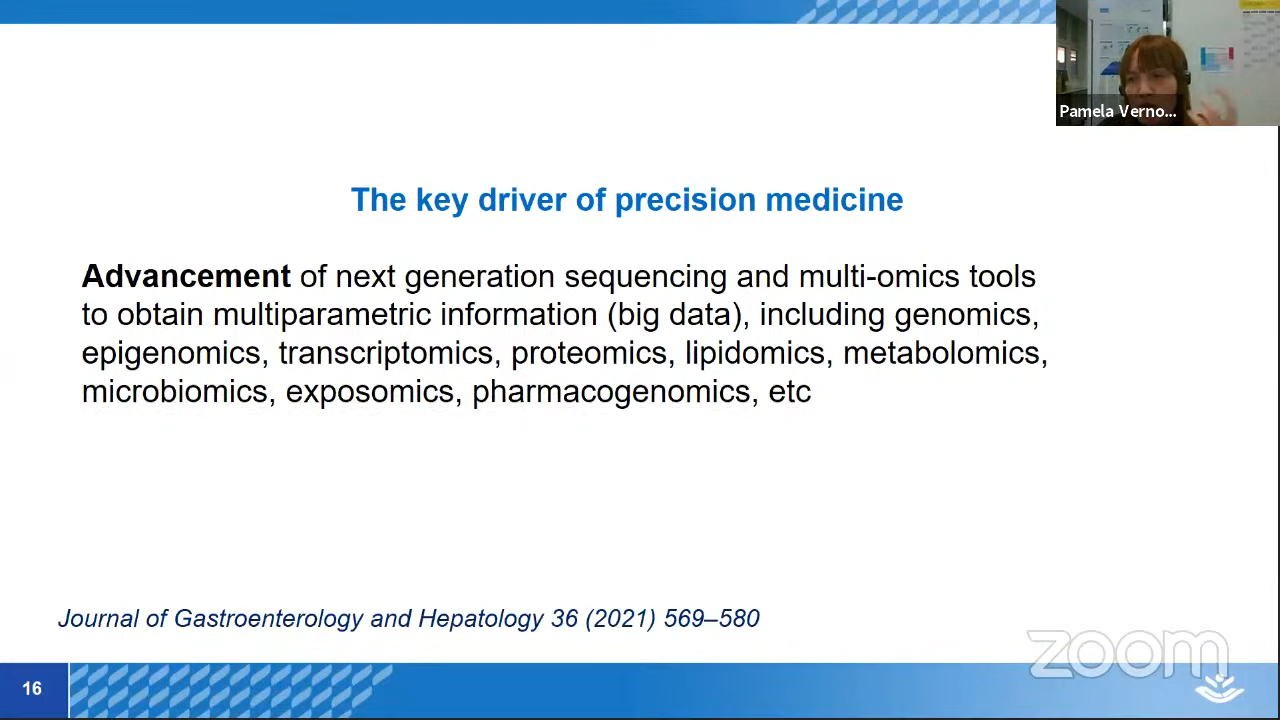 Pamela Verno...
The key driver of precision medicine
Advancement of next generation sequencing and multi-omics tools
to obtain multiparametric information (big data), including genomics,
epigenomics, transcriptomics, proteomics, lipidomics, metabolomics,
microbiomics, exposomics, pharmacogenomics, etc
Journal of Gastroenterology and Hepatology 36 (2021) 569–580
zoom
16